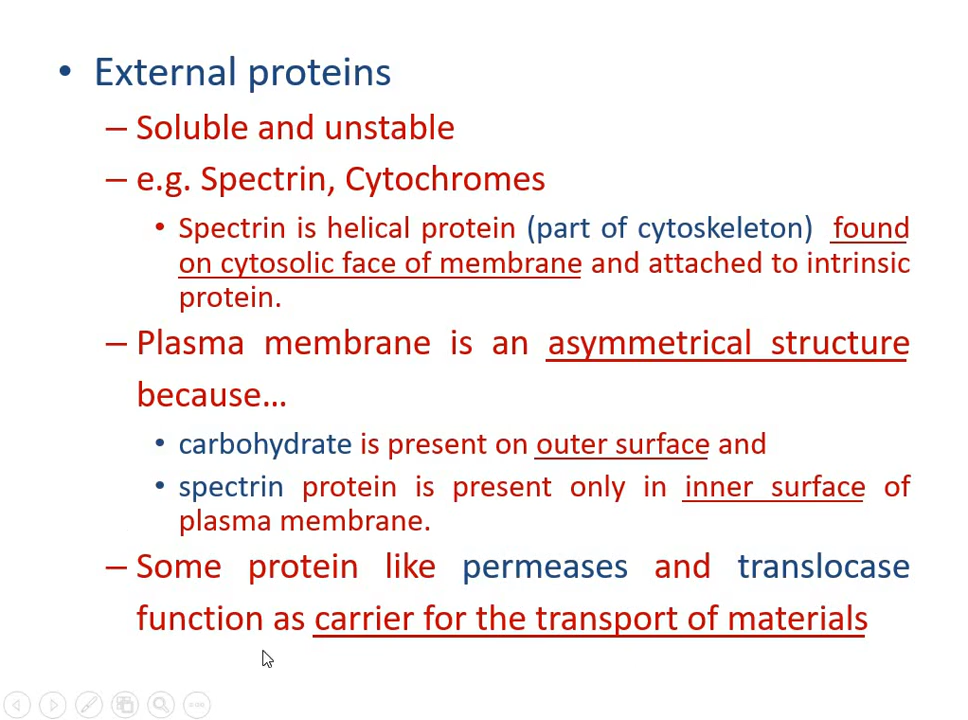 • External proteins
– Soluble and unstable
– e.g. Spectrin, Cytochromes
• Spectrin is helical protein (part of cytoskeleton) found
on cytosolic face of membrane and attached to intrinsic
protein.
– Plasma membrane is an asymmetrical structure
because…
• carbohydrate is present on outer surface and
• spectrin protein is present only in inner surface of
plasma membrane.
– Some protein like permeases and translocase
function as carrier for the transport of materials